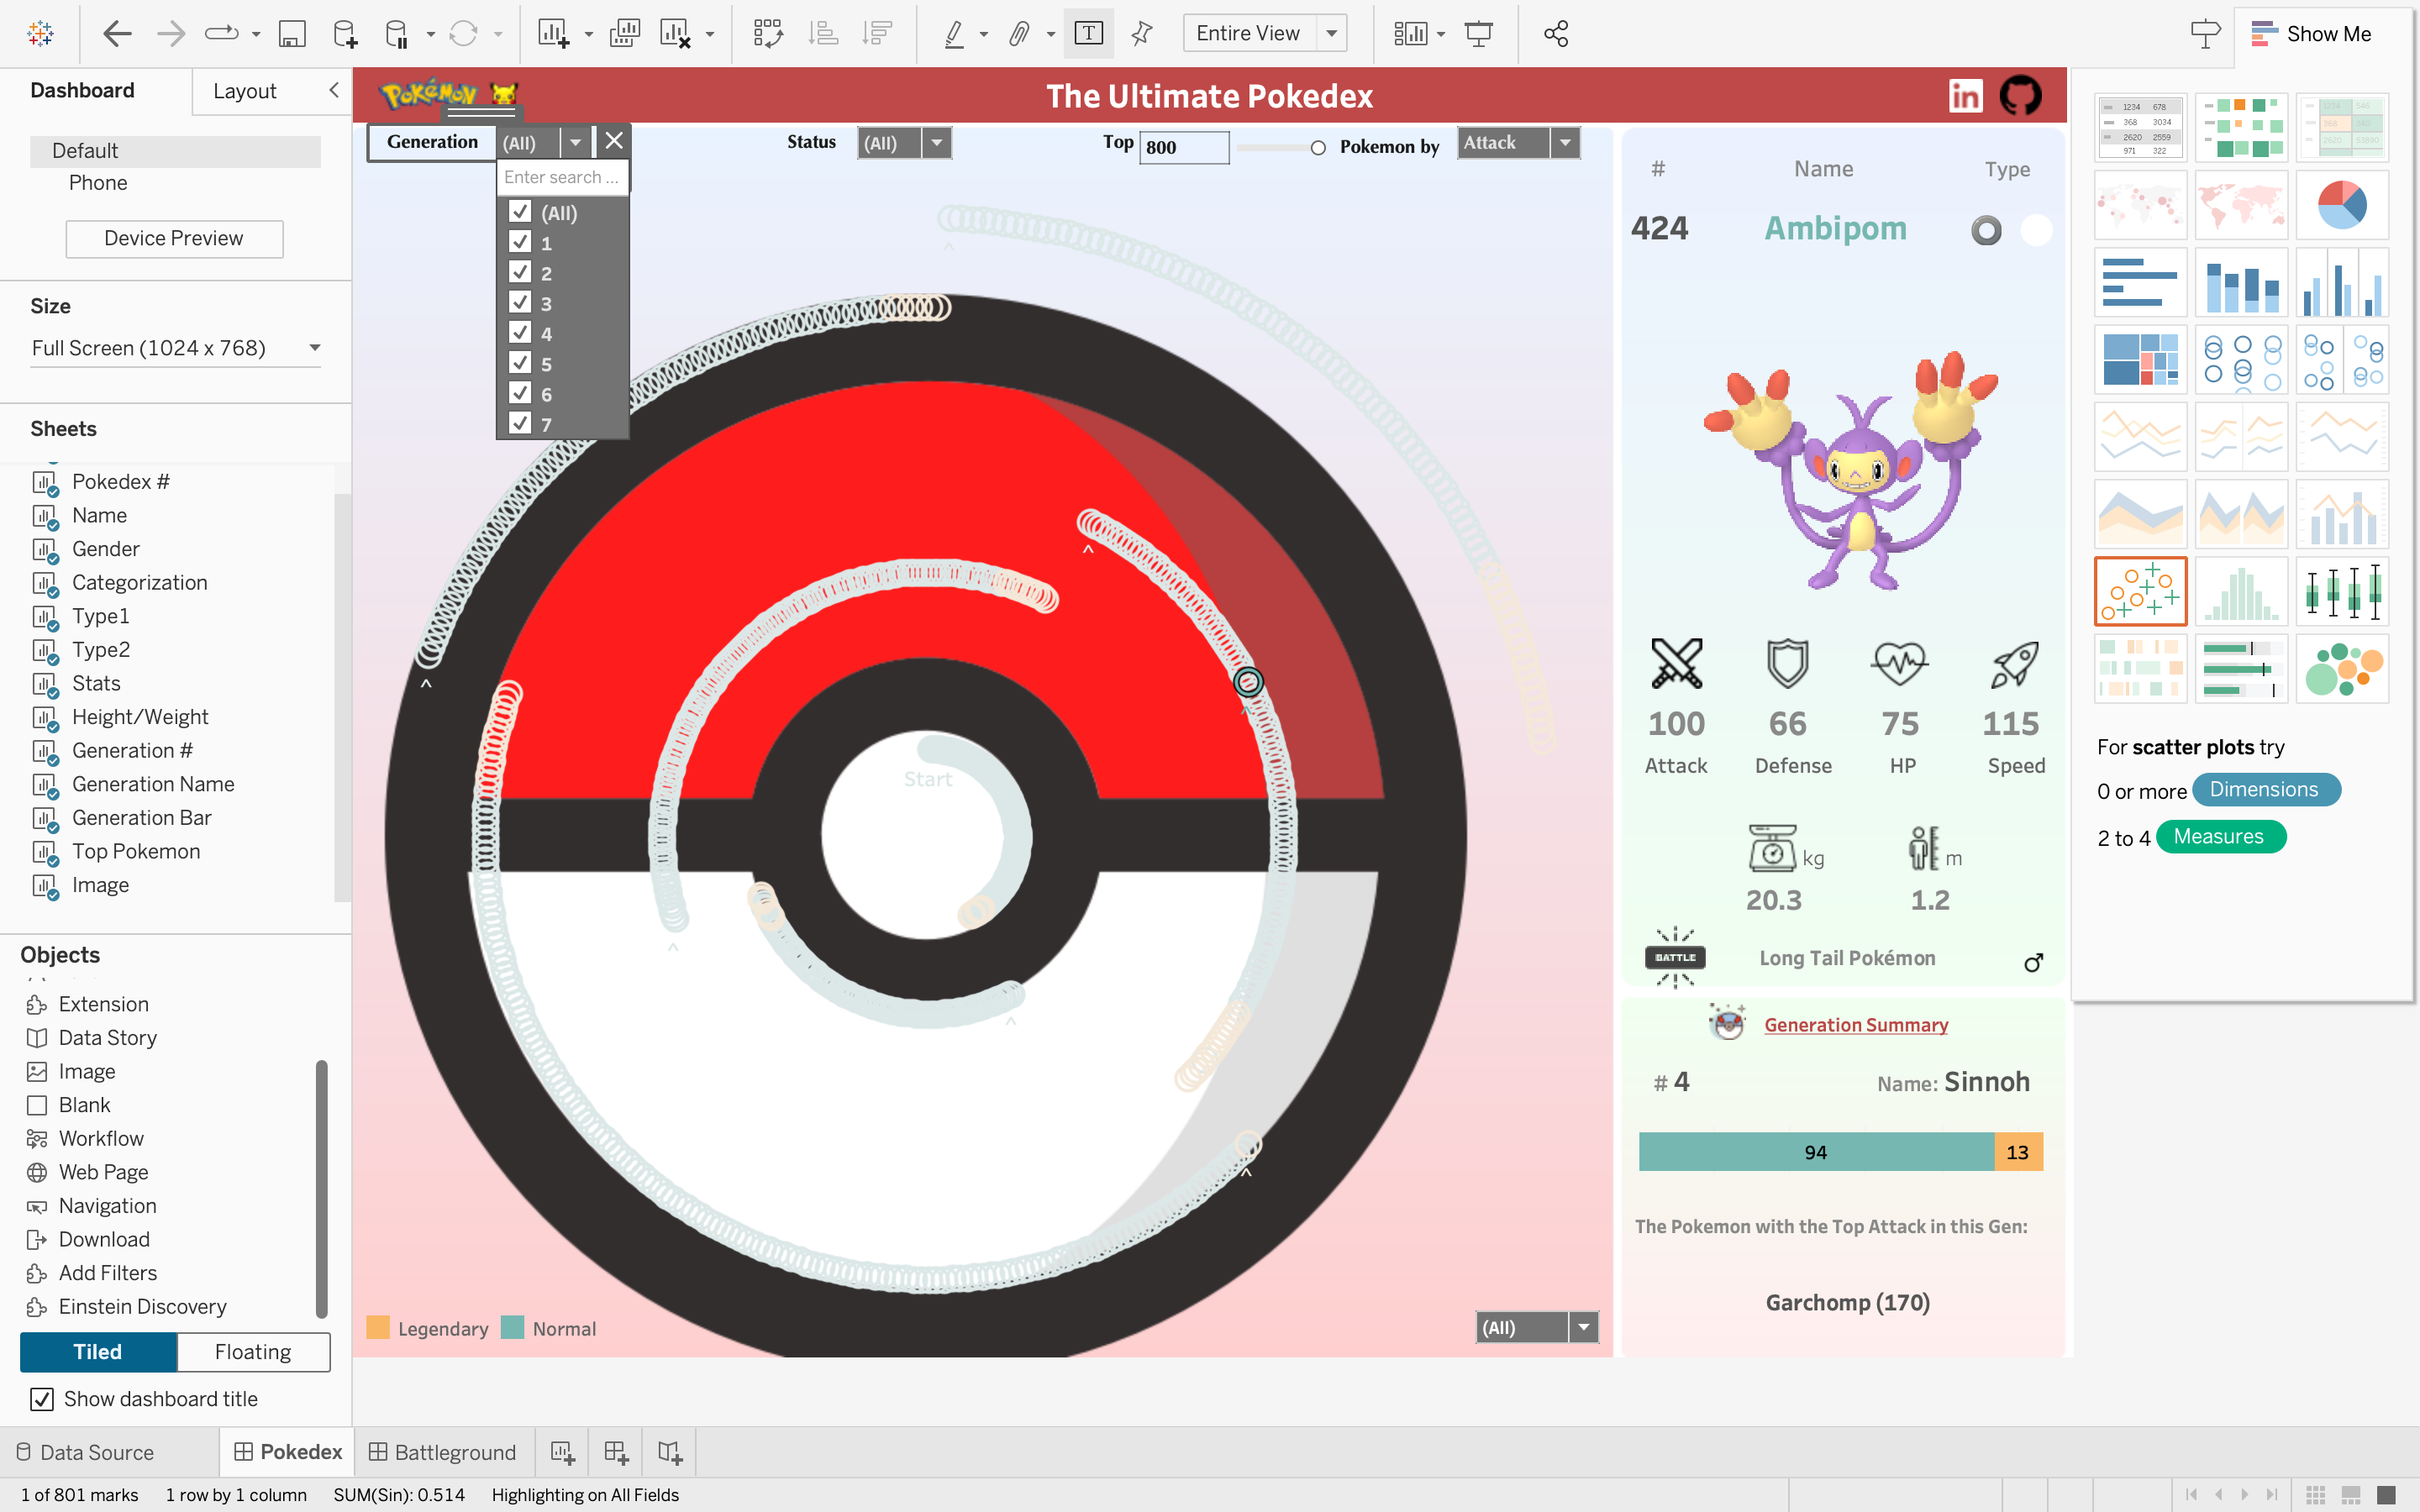 Entire View
Show Me
Dashboard
Layout
Default
Phone
Device Preview
Size
Full Screen (1024 x 768)
Sheets
Pokedex #
Name
Gender
Categorization
Type1
Type2
Stats
Height/Weight
Generation #
Generation Name
Generation Bar
Top Pokemon
Image
Objects
Extension
Data Story
Image
Blank
Workflow
Web Page
Navigation
Download
Add Filters
Einstein Discovery
Tiled
Floating
Show dashboard title
Pokémon
The Ultimate Pokedex
in
Generation
(All)
Status
(All)
Top
800
Pokemon by
Attack
Enter search ...
(All)
1
2
3
4
5
6
7
Start
Legendary
Normal
(All)
#
Name
Type
424
Ambipom
100
66
75
115
Attack
Defense
HP
Speed
kg
m
20.3
1.2
BATTLE
Long Tail Pokémon
Generation Summary
# 4
Name: Sinnoh
94
13
The Pokemon with the Top Attack in this Gen:
Garchomp (170)
1234 678
368 3034
2620 2559
971 322
For scatter plots try
0 or more Dimensions
2 to 4 Measures
Data Source
Pokedex
Battleground
1 of 801 marks
1 row by 1 column
SUM(Sin): 0.514
Highlighting on All Fields